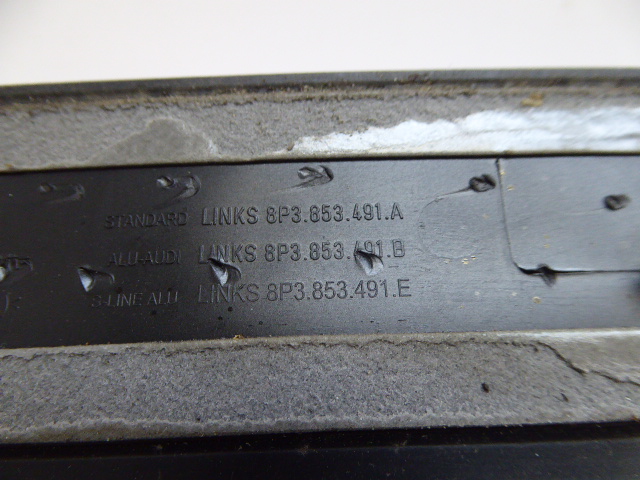 STANDARD LINKS 8P3.853.491.A
ALU-AUDI LINKS 8P3.853.491.B
S-LINE ALU LINKS 8P3.853.491.E